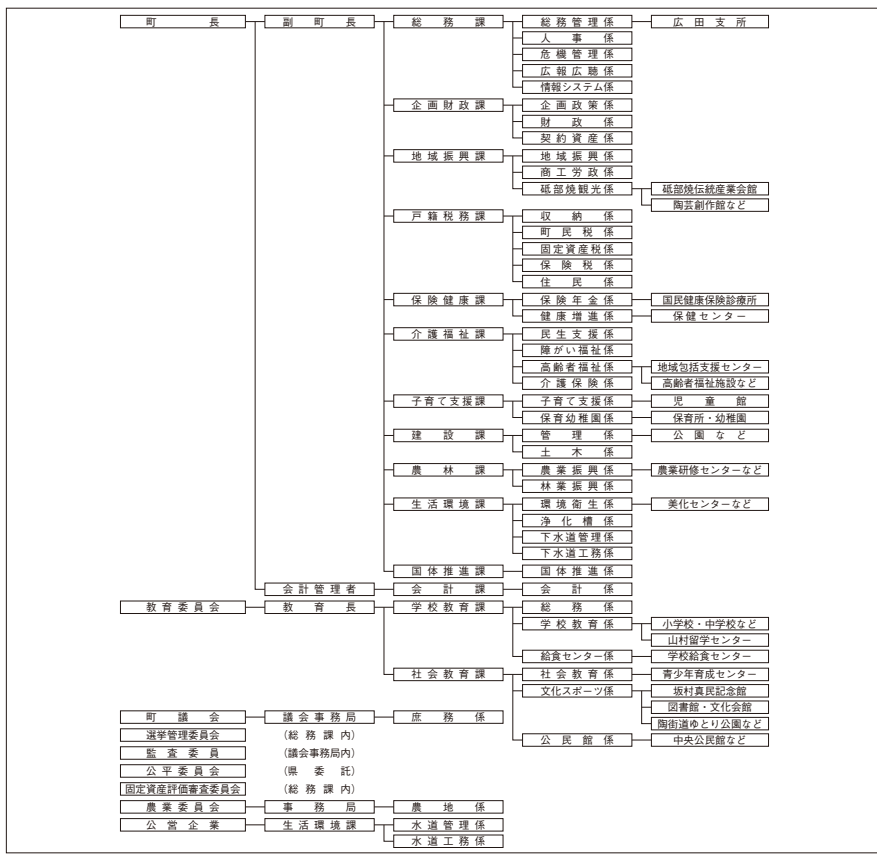 町長 副町長 総務課 総務管理係 広田支所
人事係
危機管理係
広報広聴係
情報システム係
企画財政課 企画政策係
財政係
契約資産係
地域振興課 地域振興係
商工労政係
砥部焼観光係 砥部焼伝統産業会館
陶芸創作館など
戸籍税務課 収納係
町民税係
固定資産税係
保険税係
住民係
保険健康課 保険年金係 国民健康保険診療所
健康増進係 保健センター
介護福祉課 民生支援係
障がい福祉係
高齢者福祉係 地域包括支援センター
介護保険係 高齢者福祉施設など
子育て支援課 子育て支援係 児童館
保育幼稚園係 保育所・幼稚園
建設課 管理係 公園など
土木係
農林課 農業振興係 農業研修センターなど
林業振興係
生活環境課 環境衛生係 美化センターなど
浄化槽係
下水道管理係
下水道工務係
国体推進課 国体推進係
会計管理者 会計課 会計係
教育委員会 教育長 学校教育課 総務係
学校教育係 小学校・中学校など
山村留学センター
給食センター係 学校給食センター
社会教育課 社会教育係 青少年育成センター
文化スポーツ係 坂村真民記念館
図書館・文化会館
陶街道ゆとり公園など
町議会 議会事務局 庶務係
選挙管理委員会 (総務課内)
公民館係 中央公民館など
監査委員 (議会事務局内)
公平委員会 (県委託)
固定資産評価審査委員会 (総務課内)
農業委員会 事務局 農地係
公営企業 生活環境課 水道管理係
水道工務係